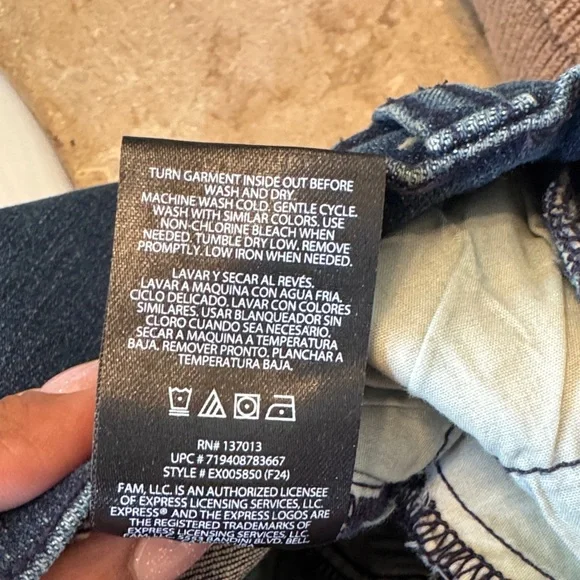 TURN GARMENT INSIDE OUT BEFORE
WASH AND DRY
MACHINE WASH COLD. GENTLE CYCLE.
WASH WITH SIMILAR COLORS. USE
NON-CHLORINE BLEACH WHEN
NEEDED. TUMBLE DRY LOW. REMOVE
PROMPTLY. LOW IRON WHEN NEEDED.
LAVAR Y SECAR AL REVÉS.
LAVAR A MAQUINA CON AGUA FRIA.
CICLO DELICADO. LAVAR CON COLORES
SIMILARES. USAR BLANQUEADOR SIN
CLORO CUANDO SEA NECESARIO.
SECAR A MAQUINA A TEMPERATURA
BAJA. REMOVER PRONTO. PLANCHAR A
TEMPERATURA BAJA.
RN# 137013
UPC # 719408783667
STYLE # EX005850 (F24)
FAM, LLC. IS AN AUTHORIZED LICENSEE
OF EXPRESS LICENSING SERVICES, LLC.
EXPRESS® AND THE EXPRESS LOGOS ARE
THE REGISTERED TRADEMARKS OF
EXPRESS LICENSING SERVICES, LLC.
BANDINI BLVD. BELL